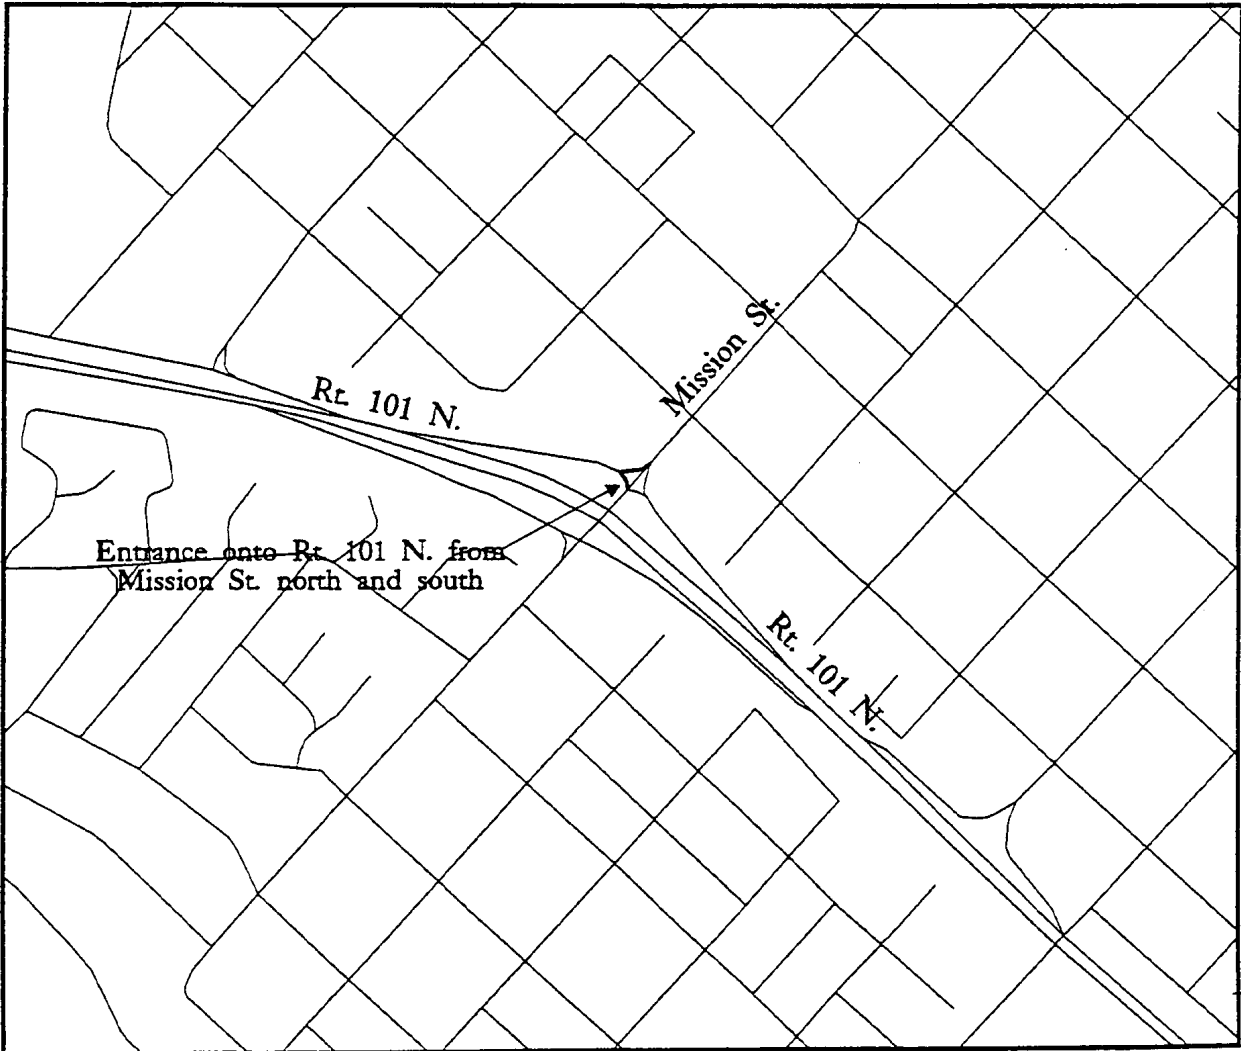 Mission St.
Rt. 101 N.
Entrance onto Rt. 101 N. from
Mission St. north and south
Rt. 101 N.